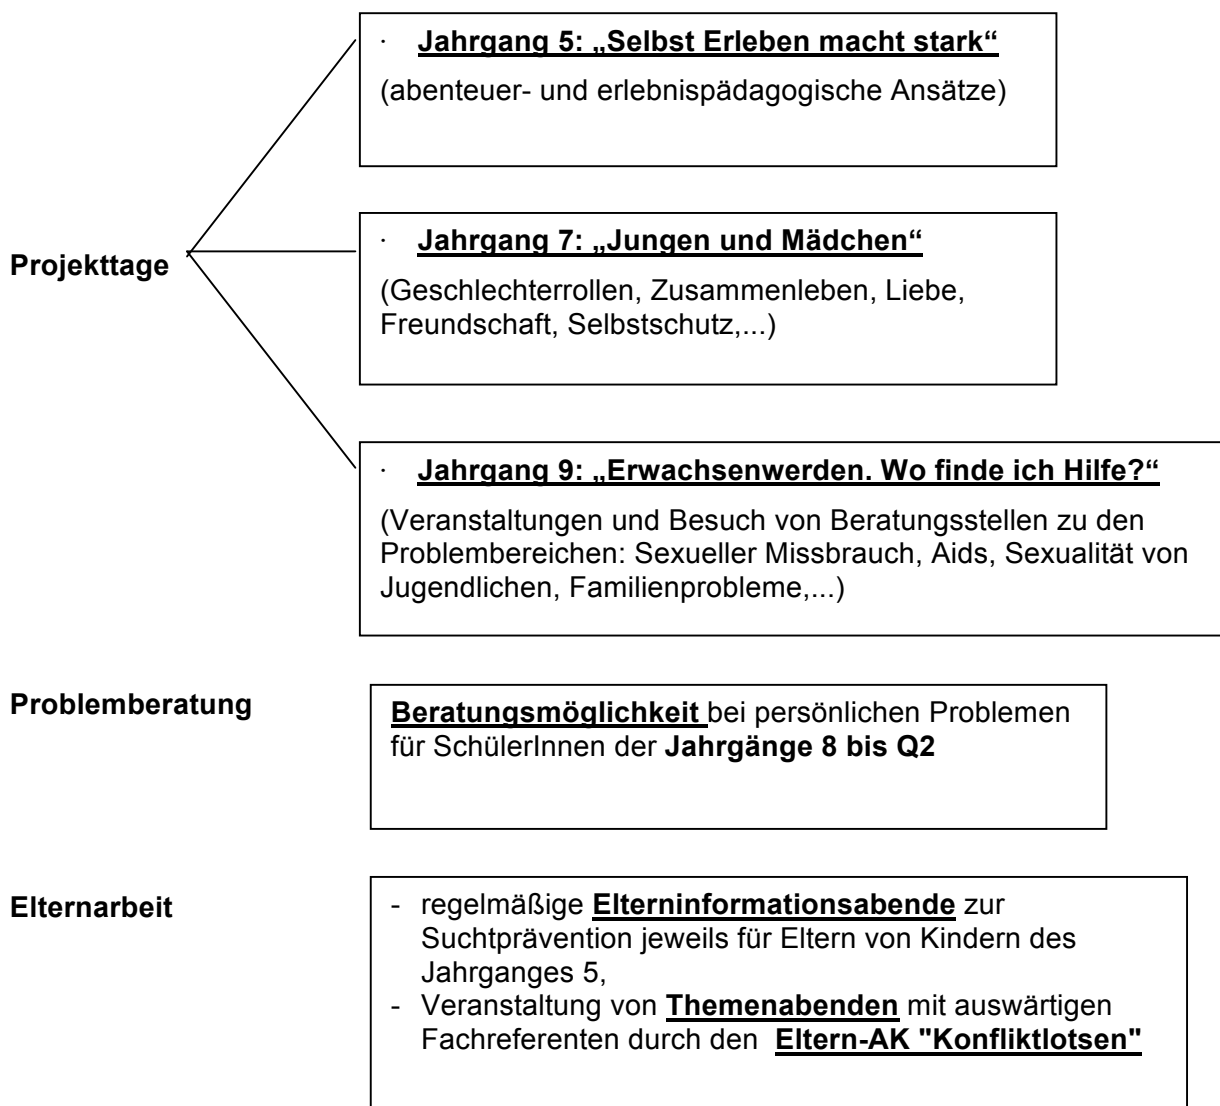 · Jahrgang 5: „Selbst Erleben macht stark“
(abenteuer- und erlebnispädagogische Ansätze)
Projekttage
· Jahrgang 7: „Jungen und Mädchen“
(Geschlechterrollen, Zusammenleben, Liebe,
Freundschaft, Selbstschutz,...)
· Jahrgang 9: „Erwachsenwerden. Wo finde ich Hilfe?“
(Veranstaltungen und Besuch von Beratungsstellen zu den
Problembereichen: Sexueller Missbrauch, Aids, Sexualität von
Jugendlichen, Familienprobleme,...)
Problemberatung
Beratungsmöglichkeit bei persönlichen Problemen
für SchülerInnen der Jahrgänge 8 bis Q2
Elternarbeit
- regelmäßige Elterninformationsabende zur
Suchtprävention jeweils für Eltern von Kindern des
Jahrganges 5,
- Veranstaltung von Themenabenden mit auswärtigen
Fachreferenten durch den Eltern-AK "Konfliktlotsen"